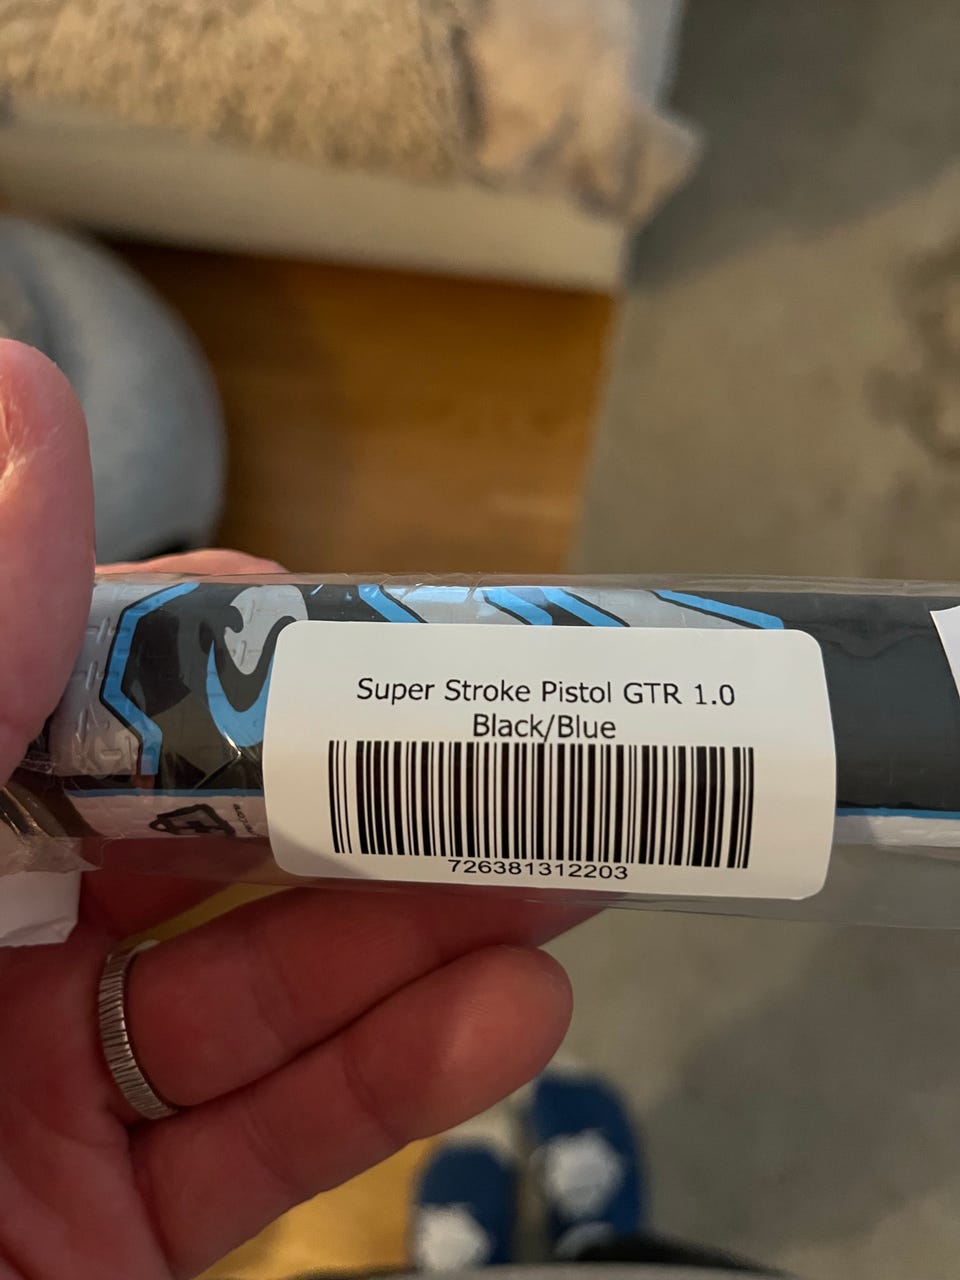 Super Stroke Pistol GTR 1.0
Black/Blue
726381312203